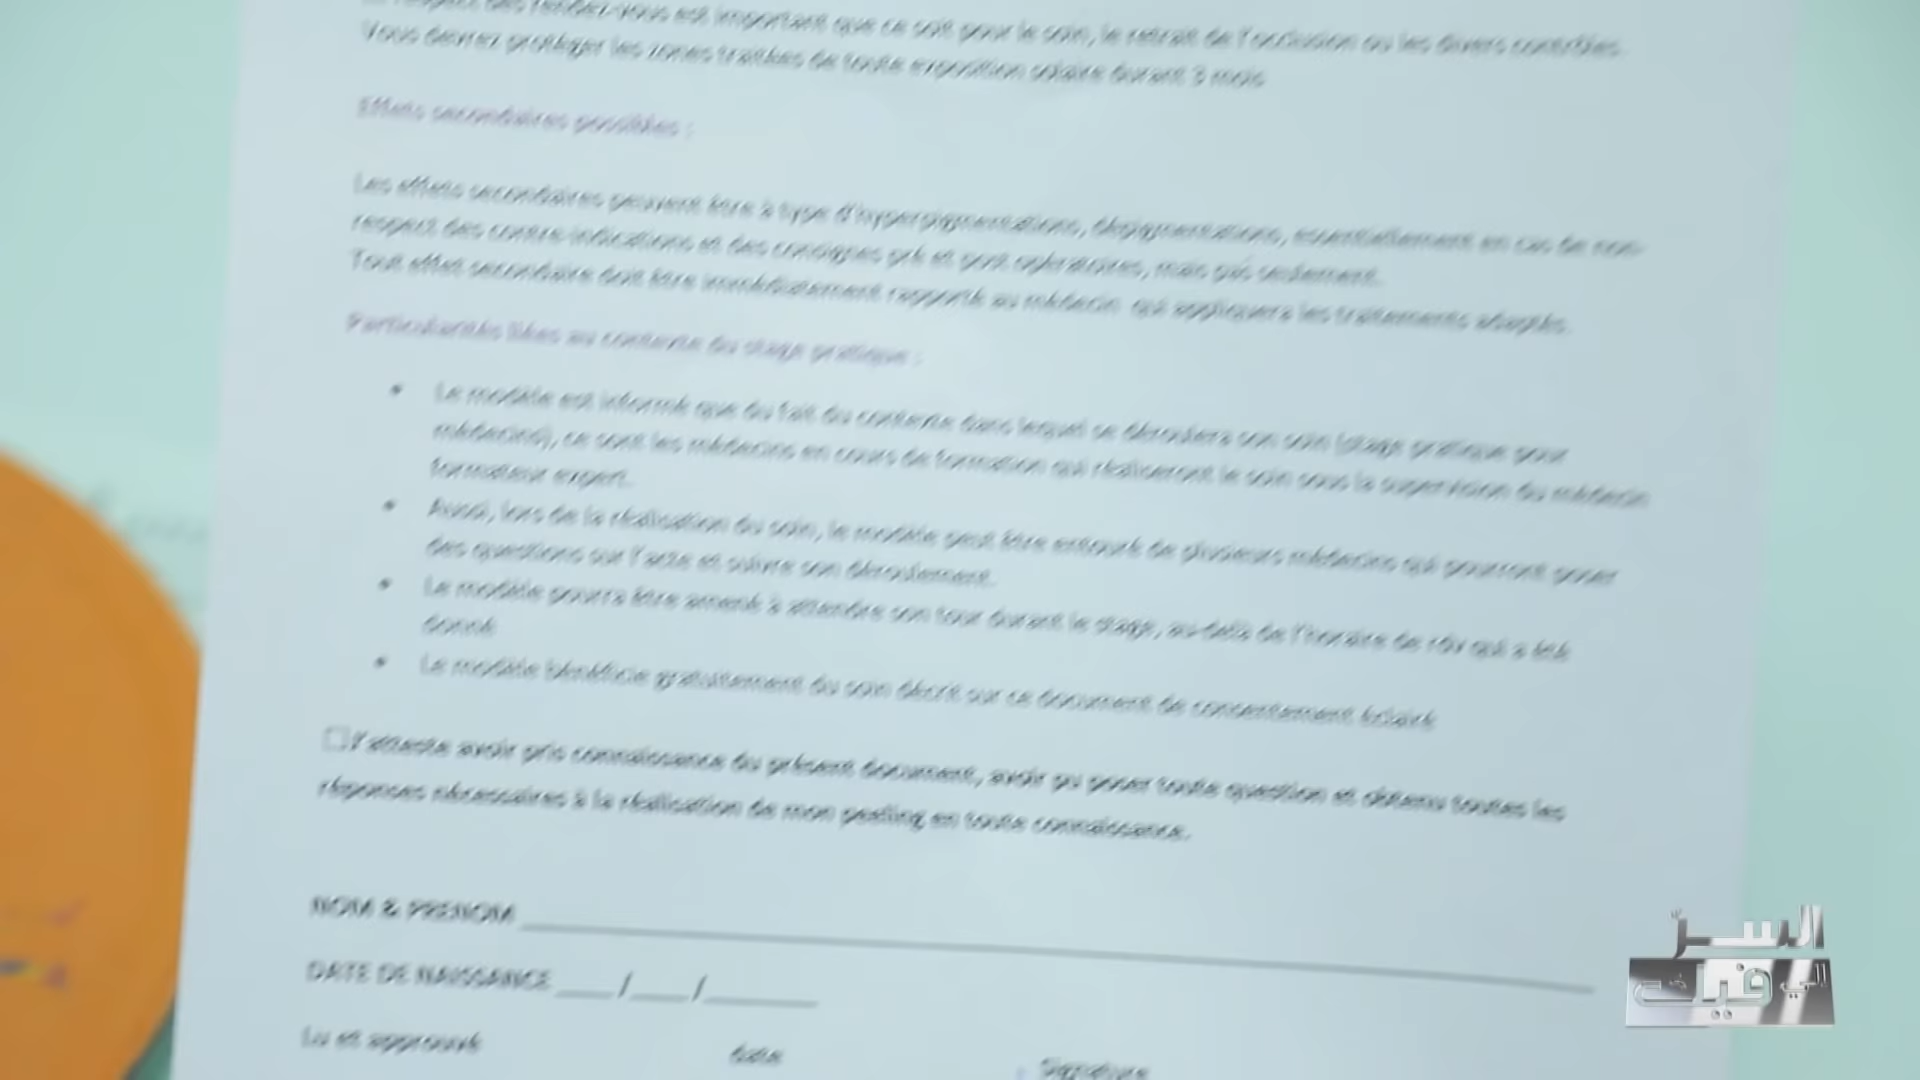 Vous devrez protéger les zones traitées de toute exposition solaire durant 3 mois
Effets secondaires possibles :
Les effets secondaires peuvent être à type d'hyperpigmentations, dépigmentations, essentiellement en cas de non-
respect des contre-indications et des consignes pré et post opératoires, mais pas seulement.
Tout effet secondaire doit être immédiatement rapporté au médecin qui appliquera les traitements adaptés.
Particularités liées au contexte du stage pratique :
• Le modèle est informé que du fait du contexte dans lequel se déroulera son soin (stage pratique pour
médecins), ce sont les médecins en cours de formation qui réaliseront le soin sous la supervision du médecin
formateur expert.
• Aussi, lors de la réalisation du soin, le modèle peut être entouré de plusieurs médecins qui pourront poser
des questions sur l'acte et suivre son déroulement.
• Le modèle pourra être amené à attendre son tour durant le stage, au-delà de l'horaire de rdv qui a été
donné
• Le modèle bénéficie gratuitement du soin décrit sur ce document de consentement éclairé.
☐ J'atteste avoir pris connaissance du présent document, avoir pu poser toute question et obtenu toutes les
réponses nécessaires à la réalisation de mon peeling en toute connaissance.
NOM & PRENOM
DATE DE NAISSANCE ____/____/________
Lu et approuvé date Signature
السر
إلي فيك